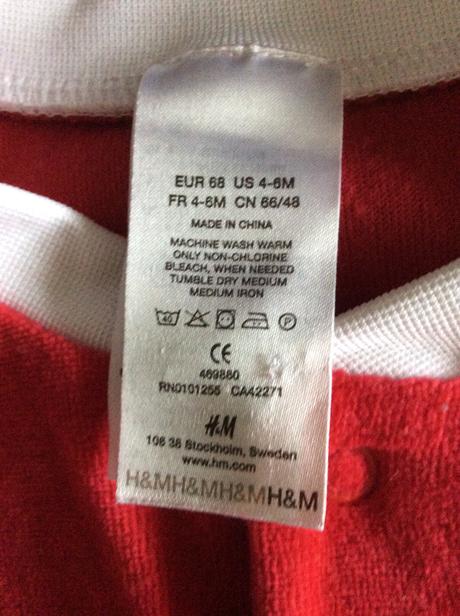 EUR 68 US 4-6M
FR 4-6M CN 66/48
MADE IN CHINA
MACHINE WASH WARM
ONLY NON-CHLORINE
BLEACH, WHEN NEEDED
TUMBLE DRY MEDIUM
MEDIUM IRON
40 P
CE
469860
RN0101255 CA42271
H&M
106 38 Stockholm, Sweden
www.hm.com
H&MH&MH&MH&M